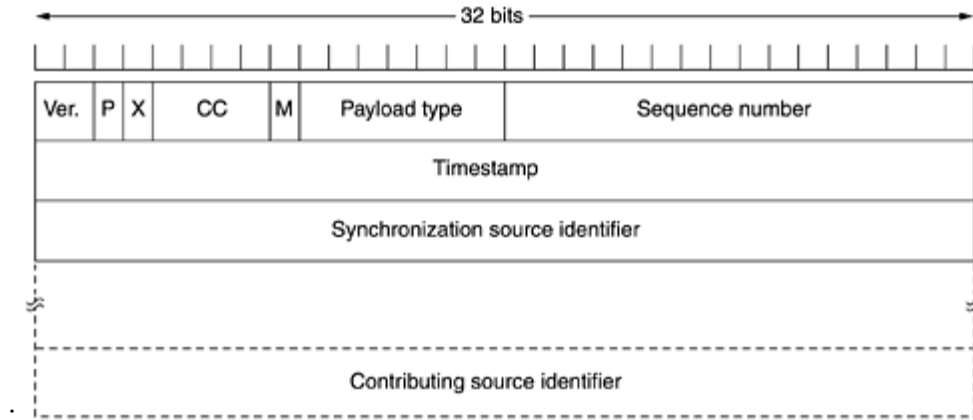 32 bits
Ver. P X CC M Payload type Sequence number
Timestamp
Synchronization source identifier
Contributing source identifier
.